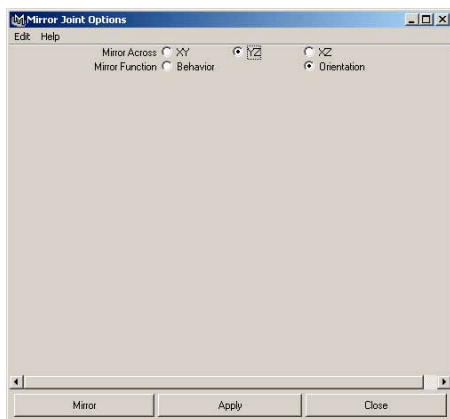 Mirror Joint Options
Edit Help
Mirror Across XY YZ XZ
Mirror Function Behavior Orientation
Mirror Apply Close